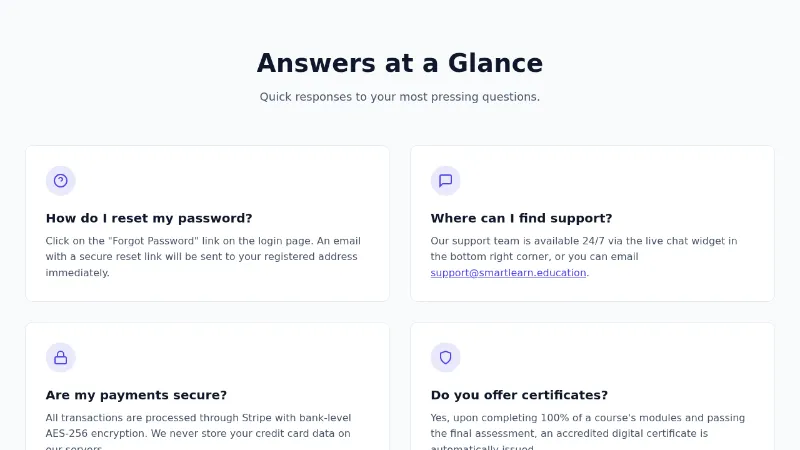 Answers at a Glance
Quick responses to your most pressing questions.
How do I reset my password?
Click on the "Forgot Password" link on the login page. An email
with a secure reset link will be sent to your registered address
immediately.
Where can I find support?
Our support team is available 24/7 via the live chat widget in
the bottom right corner, or you can email
support@smartlearn.education.
Are my payments secure?
All transactions are processed through Stripe with bank-level
AES-256 encryption. We never store your credit card data on
our servers.
Do you offer certificates?
Yes, upon completing 100% of a course's modules and passing
the final assessment, an accredited digital certificate is
automatically issued.